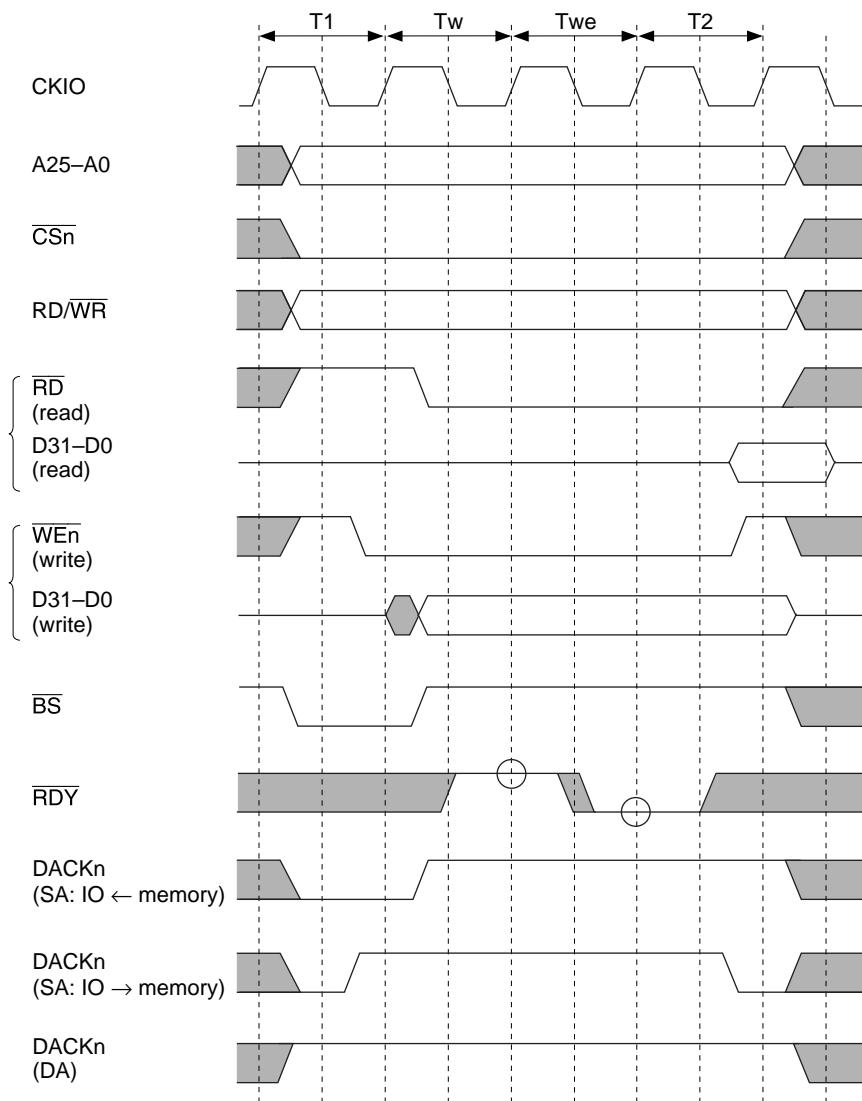 T1 Tw Twe T2
CKIO
A25–A0
CSn
RD/WR
RD
(read)
D31–D0
(read)
WEn
(write)
D31–D0
(write)
BS
RDY
DACKn
(SA: IO ← memory)
DACKn
(SA: IO → memory)
DACKn
(DA)